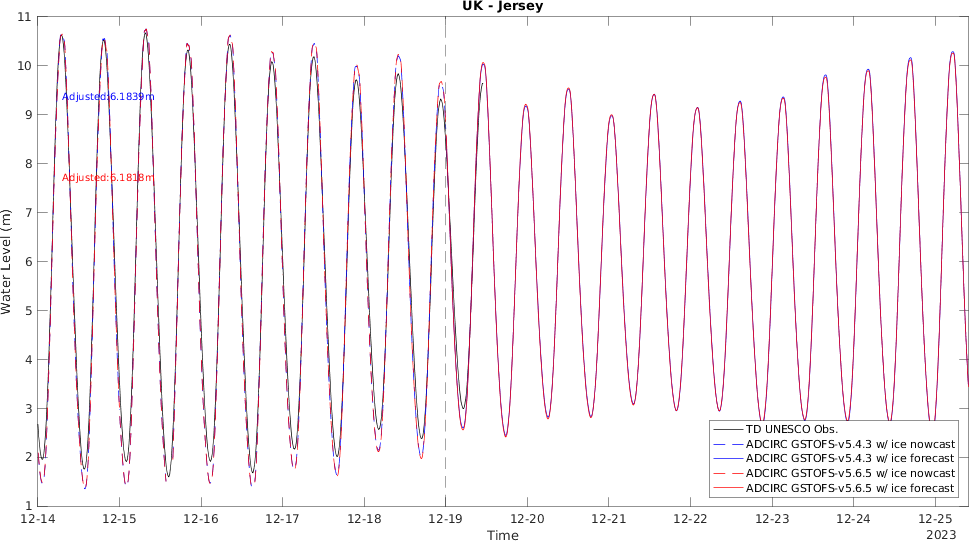 UK - Jersey
11
10
9
8
7
6
5
4
3
2
1
Water Level (m)
Adjusted:6.1839m
Adjusted:6.1818m
TD UNESCO Obs.
ADCIRC GSTOFS-v5.4.3 w/ ice nowcast
ADCIRC GSTOFS-v5.4.3 w/ ice forecast
ADCIRC GSTOFS-v5.6.5 w/ ice nowcast
ADCIRC GSTOFS-v5.6.5 w/ ice forecast
12-14 12-15 12-16 12-17 12-18 12-19 12-20 12-21 12-22 12-23 12-24 12-25
Time
2023